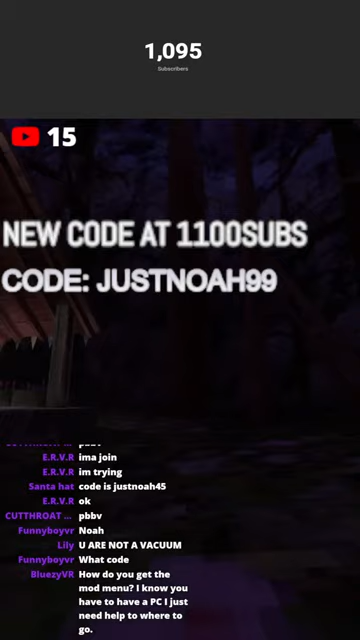 1,095
Subscribers
15
NEW CODE AT 1100SUBS
CODE: JUSTNOAH99
E.R.V.R ima join
E.R.V.R im trying
Santa hat code is justnoah45
E.R.V.R ok
CUTTHROAT ... pbbv
Funnyboyvr Noah
Lily U ARE NOT A VACUUM
Funnyboyvr What code
BluezyVR How do you get the
mod menu? I know you
have to have a PC I just
need help to where to
go.